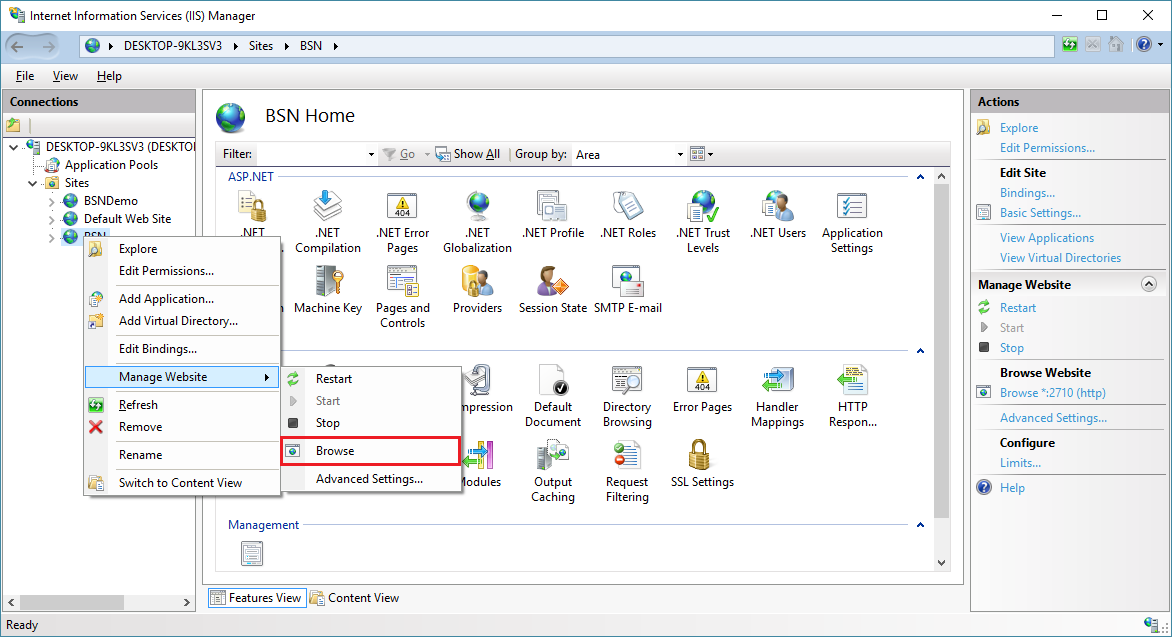 Internet Information Services (IIS) Manager
DESKTOP-9KL3SV3 Sites BSN
File View Help
Connections
DESKTOP-9KL3SV3 (DESKTO
Application Pools
Sites
BSNDemo
Default Web Site
BSN
Explore
Edit Permissions...
Add Application...
Add Virtual Directory...
Edit Bindings...
Manage Website
Refresh
Remove
Rename
Switch to Content View
Restart
Start
Stop
Browse
Advanced Settings...
BSN Home
Filter: Go Show All Group by: Area
ASP.NET
.NET
.NET Compilation
.NET Error Pages
.NET Globalization
.NET Profile
.NET Roles
.NET Trust Levels
.NET Users
Application Settings
Machine Key
Pages and Controls
Providers
Session State
SMTP E-mail
mpression
Default Document
Directory Browsing
Error Pages
Handler Mappings
HTTP Respon...
Modules
Output Caching
Request Filtering
SSL Settings
Management
Features View Content View
Actions
Explore
Edit Permissions...
Edit Site
Bindings...
Basic Settings...
View Applications
View Virtual Directories
Manage Website
Restart
Start
Stop
Browse Website
Browse *:2710 (http)
Advanced Settings...
Configure
Limits...
Help
Ready